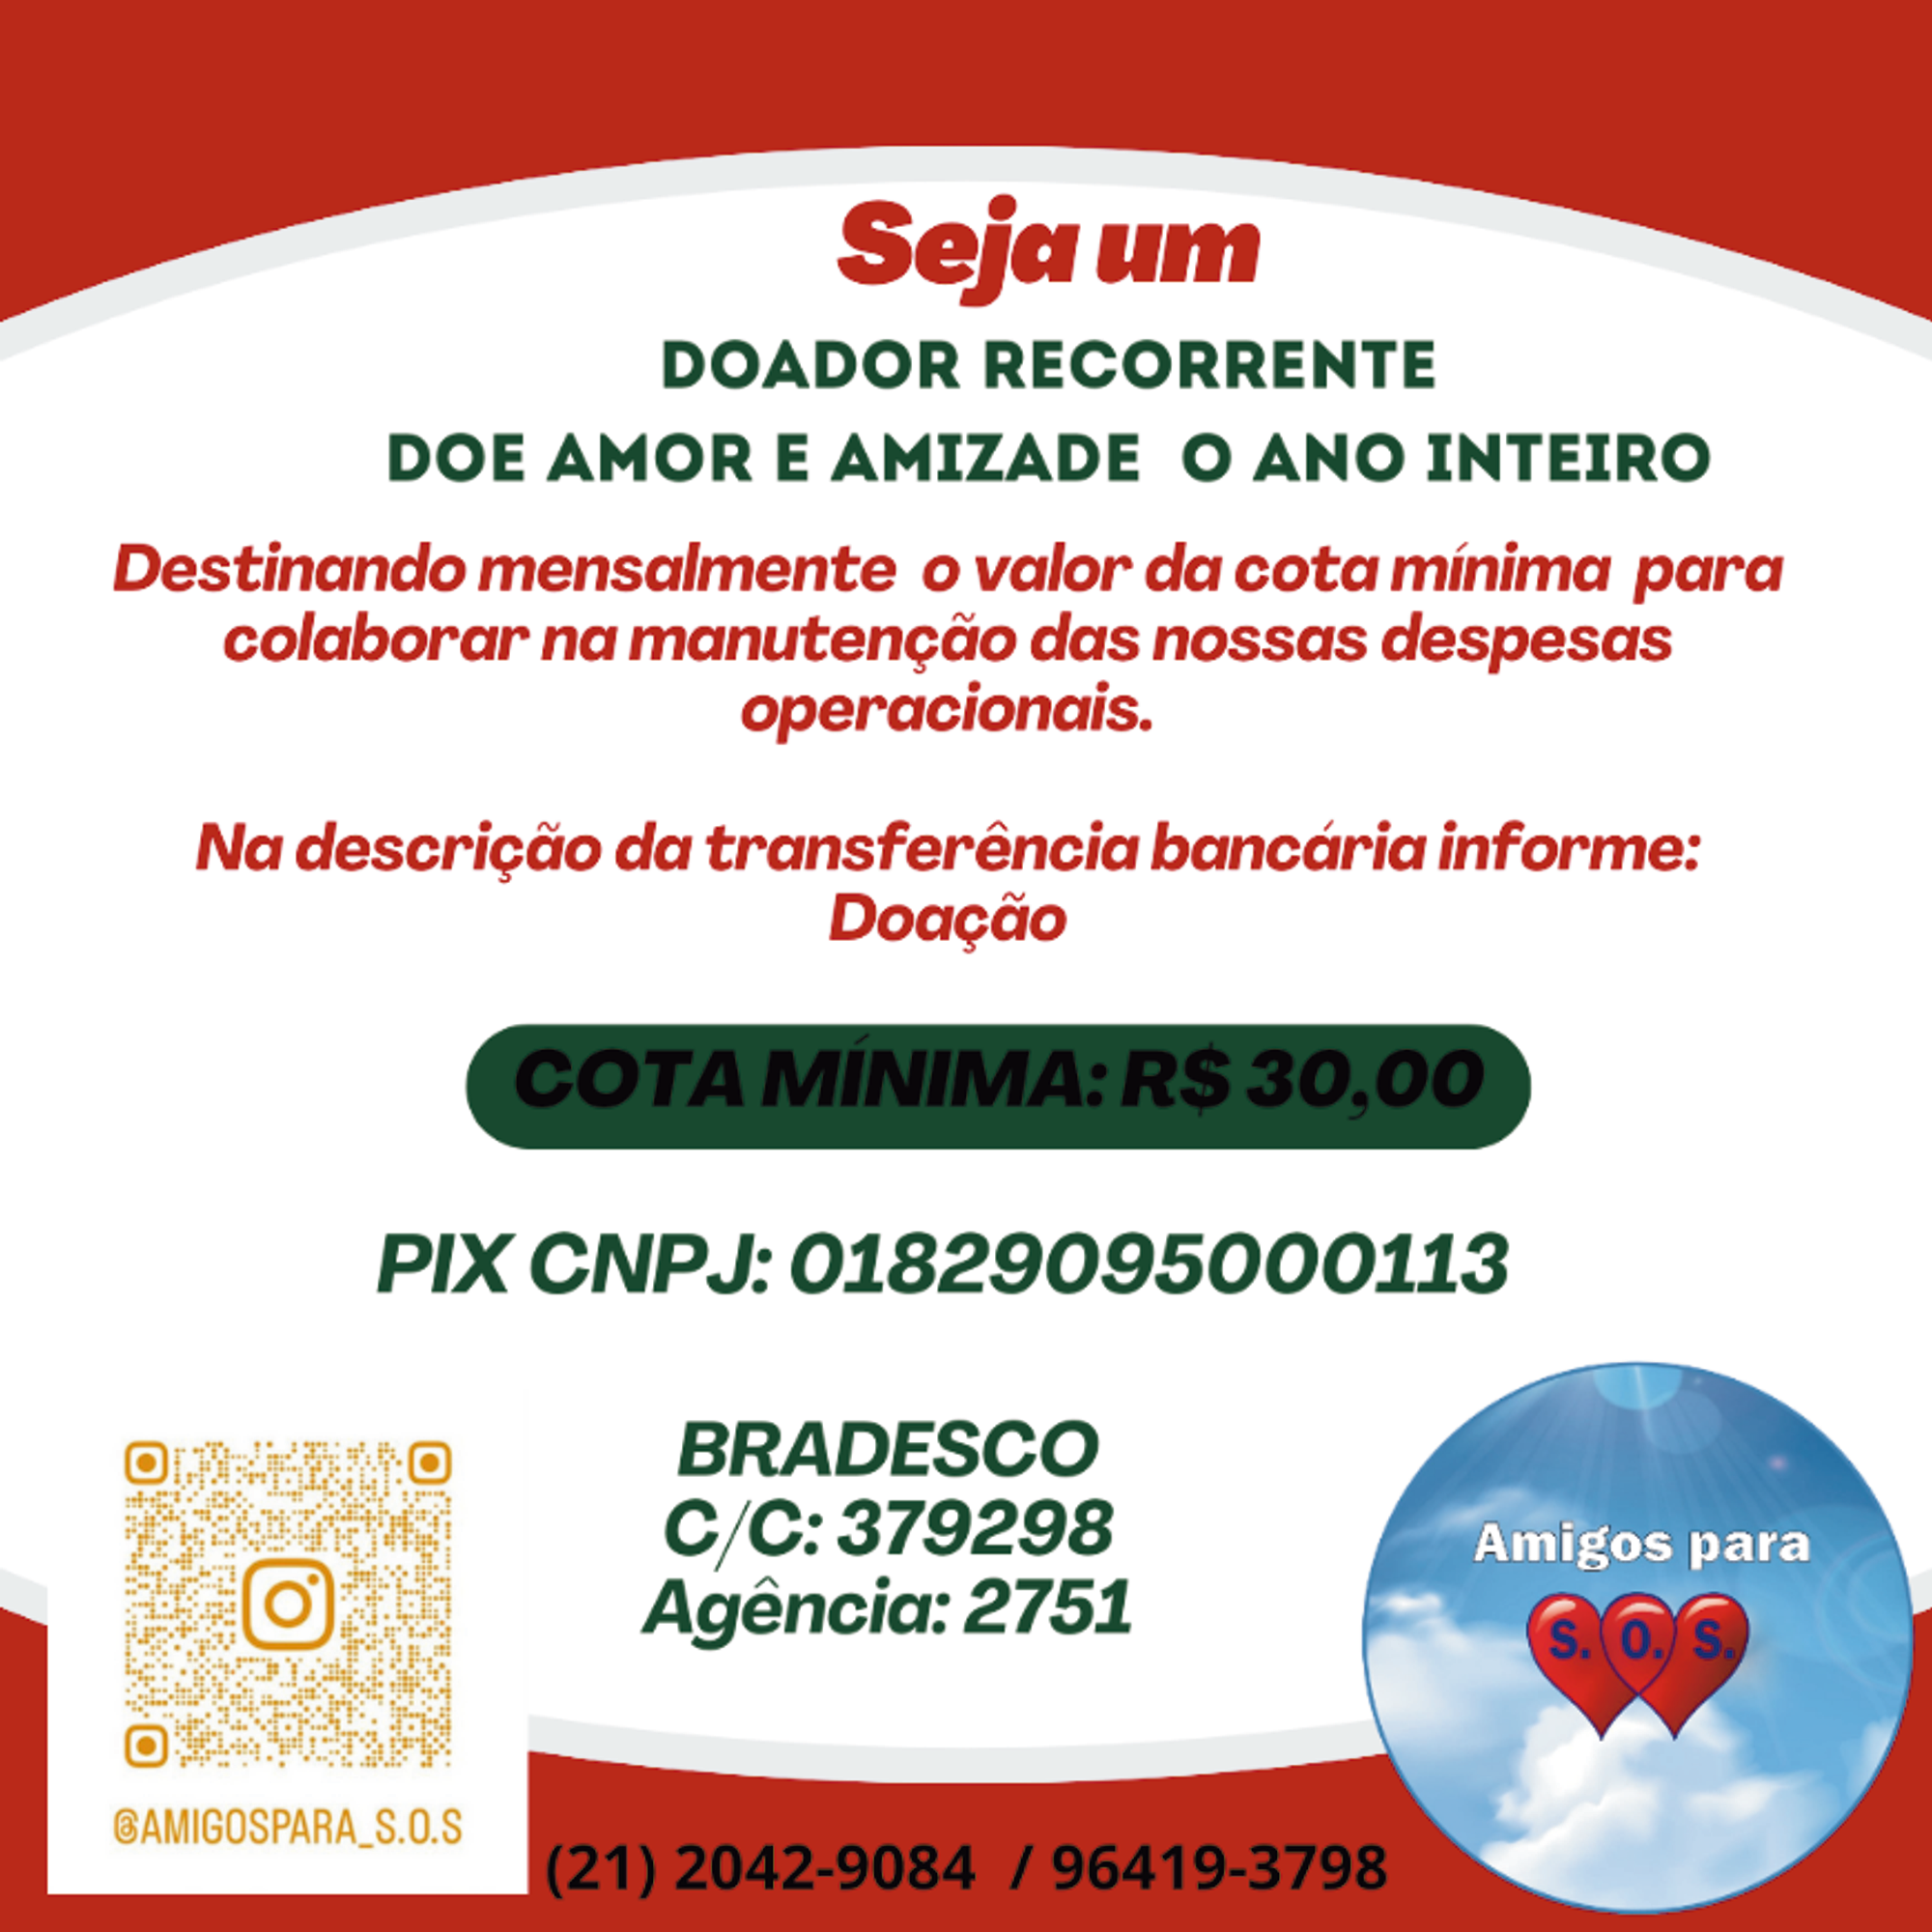 Seja um
DOADOR RECORRENTE
DOE AMOR E AMIZADE O ANO INTEIRO
Destinando mensalmente o valor da cota mínima para
colaborar na manutenção das nossas despesas
operacionais.
Na descrição da transferência bancária informe:
Doação
COTA MÍNIMA: R$ 30,00
PIX CNPJ: 01829095000113
BRADESCO
C/C: 379298
Agência: 2751
Amigos para
S. O. S.
@AMIGOSPARA_S.O.S
(21) 2042-9084 / 96419-3798